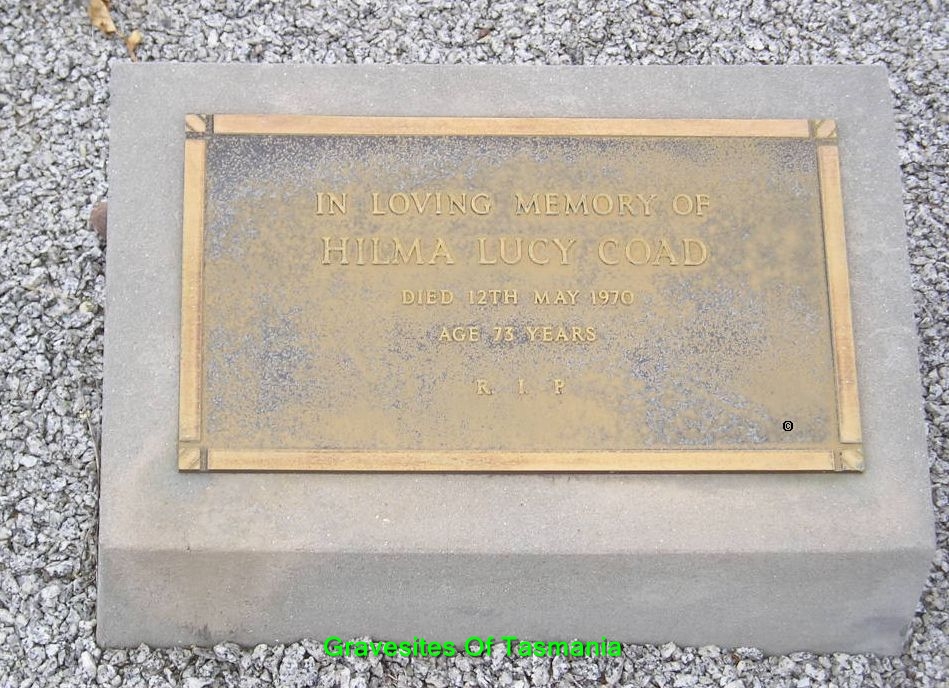 IN LOVING MEMORY OF
HILMA LUCY COAD
DIED 12TH MAY 1970
AGE 73 YEARS
R. I. P
©
Gravesites Of Tasmania